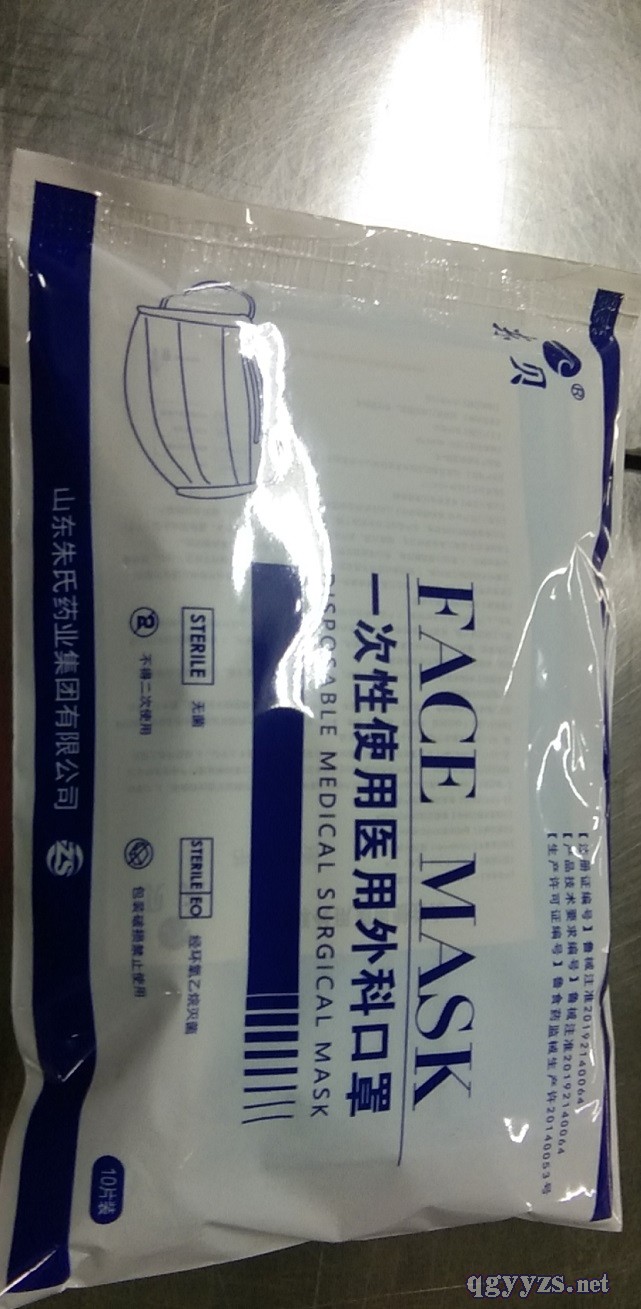 ®
贝
【注册证编号】鲁械注准20192140064
【产品技术要求编号】鲁械注准20192140064
【生产许可证编号】鲁食药监械生产许20140053号
FACE MASK
一次性使用医用外科口罩
DISPOSABLE MEDICAL SURGICAL MASK
STERILE 无菌
STERILE EO 经环氧乙烷灭菌
2 不得二次使用
包装破损禁止使用
10片装
山东朱氏药业集团有限公司 ZS
qgyyzs.net